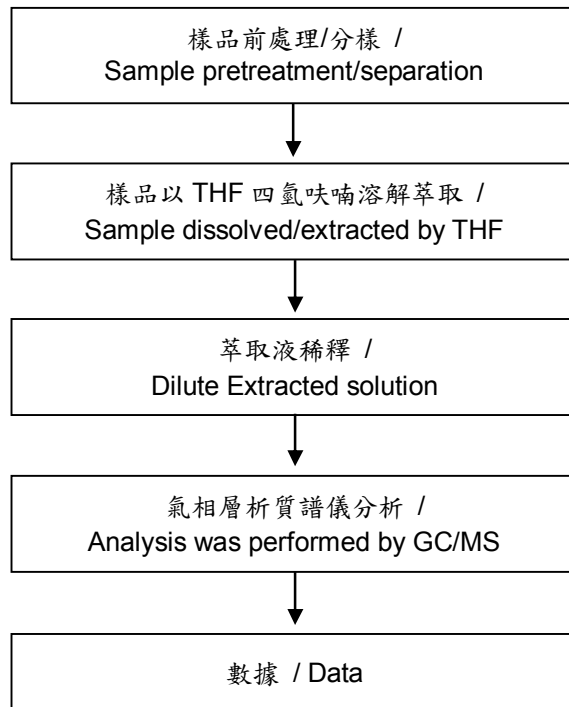 樣品前處理/分樣 /
Sample pretreatment/separation
樣品以 THF 四氫呋喃溶解萃取 /
Sample dissolved/extracted by THF
萃取液稀釋 /
Dilute Extracted solution
氣相層析質譜儀分析 /
Analysis was performed by GC/MS
數據 / Data